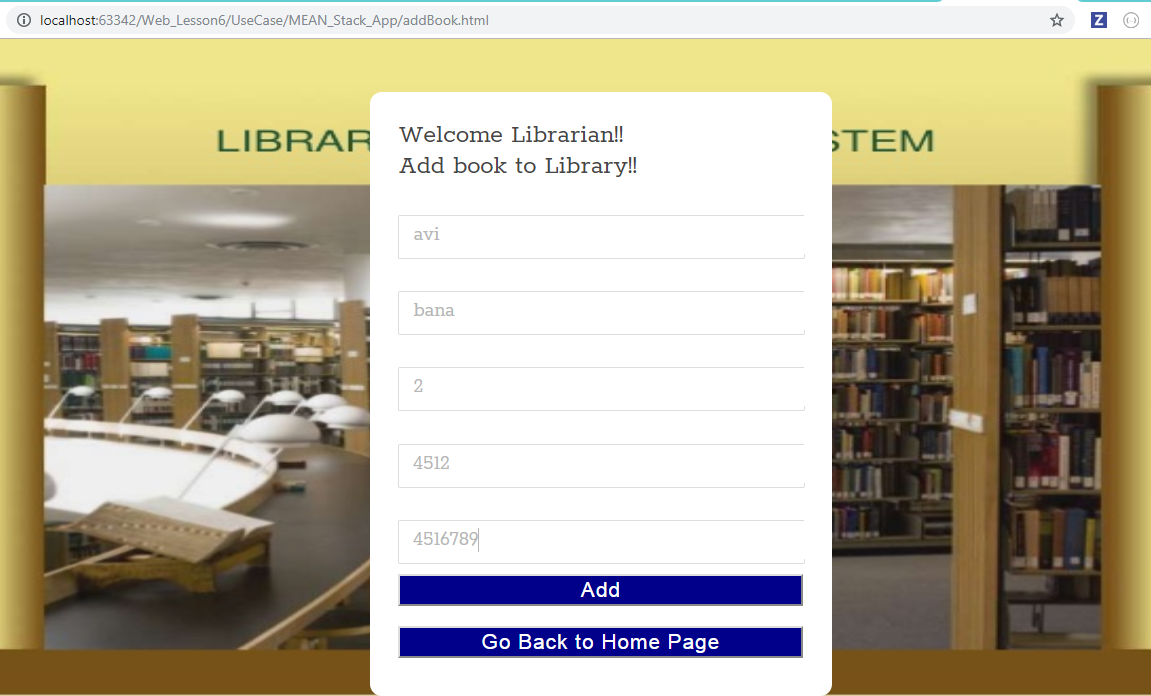 localhost:63342/Web_Lesson6/UseCase/MEAN_Stack_App/addBook.html
Z
LIBRAR
STEM
Welcome Librarian!!
Add book to Library!!
avi
bana
2
4512
4516789
Add
Go Back to Home Page